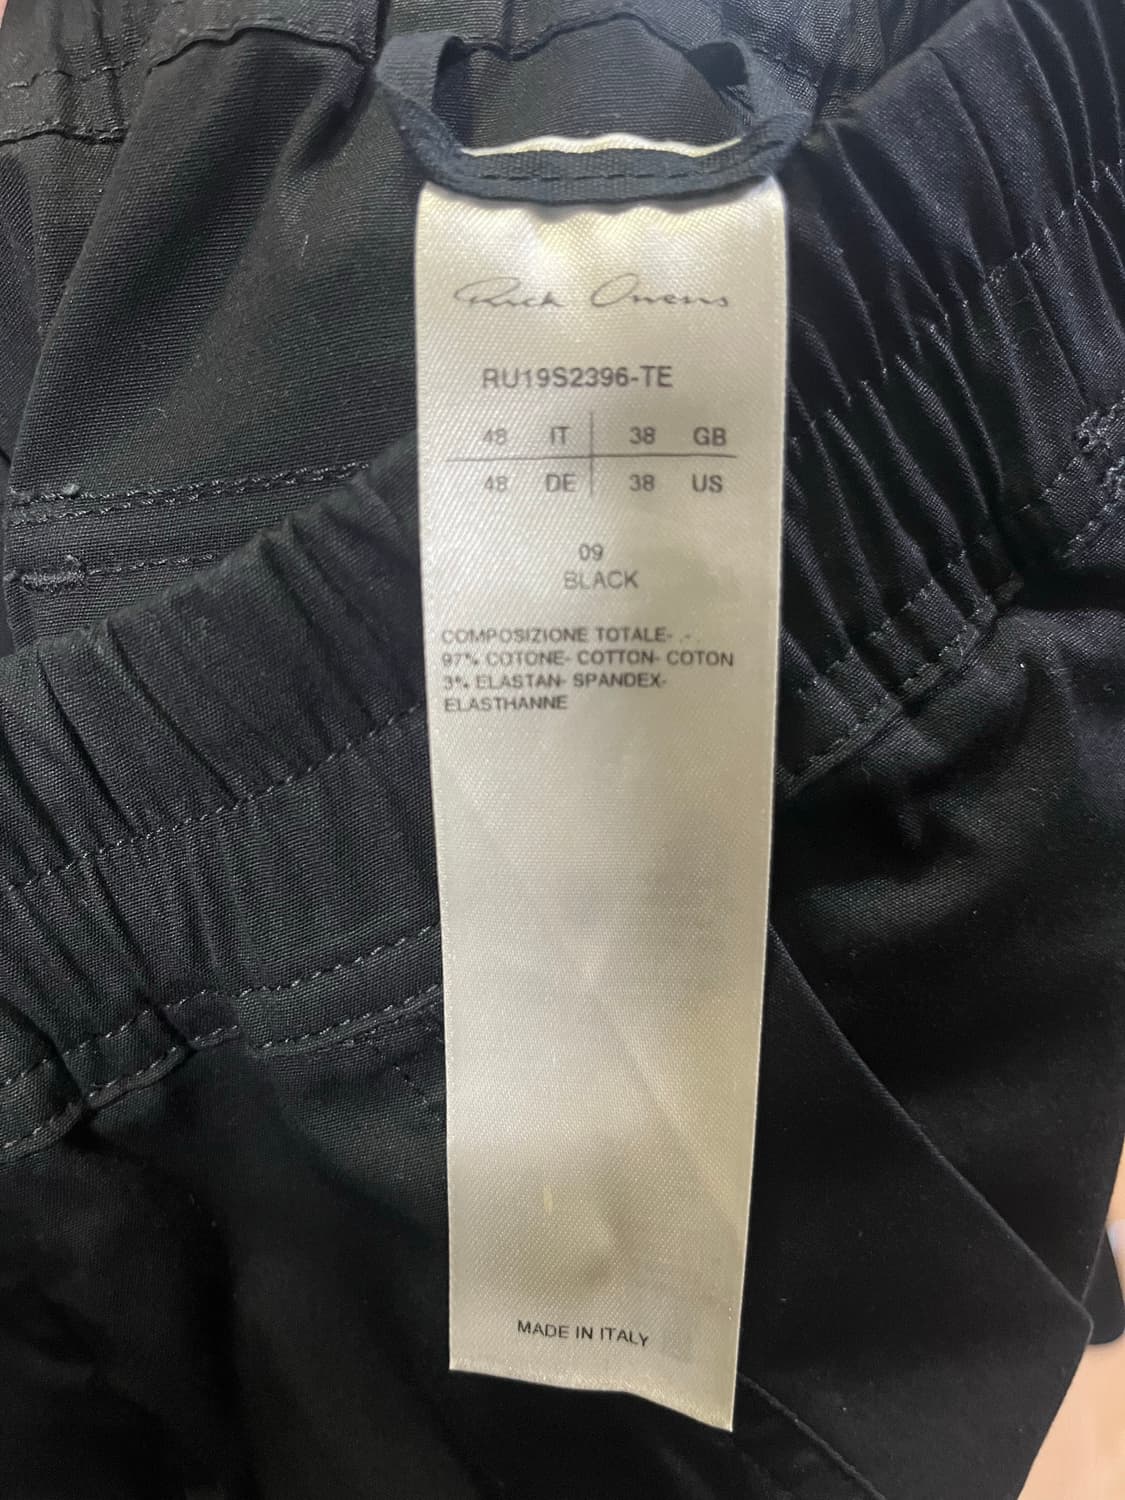 Rick Owens
RU19S2396-TE
48 IT 38 GB
48 DE 38 US
09
BLACK
COMPOSIZIONE TOTALE- - -
97% COTONE- COTTON- COTON
3% ELASTAN- SPANDEX-
ELASTHANNE
MADE IN ITALY